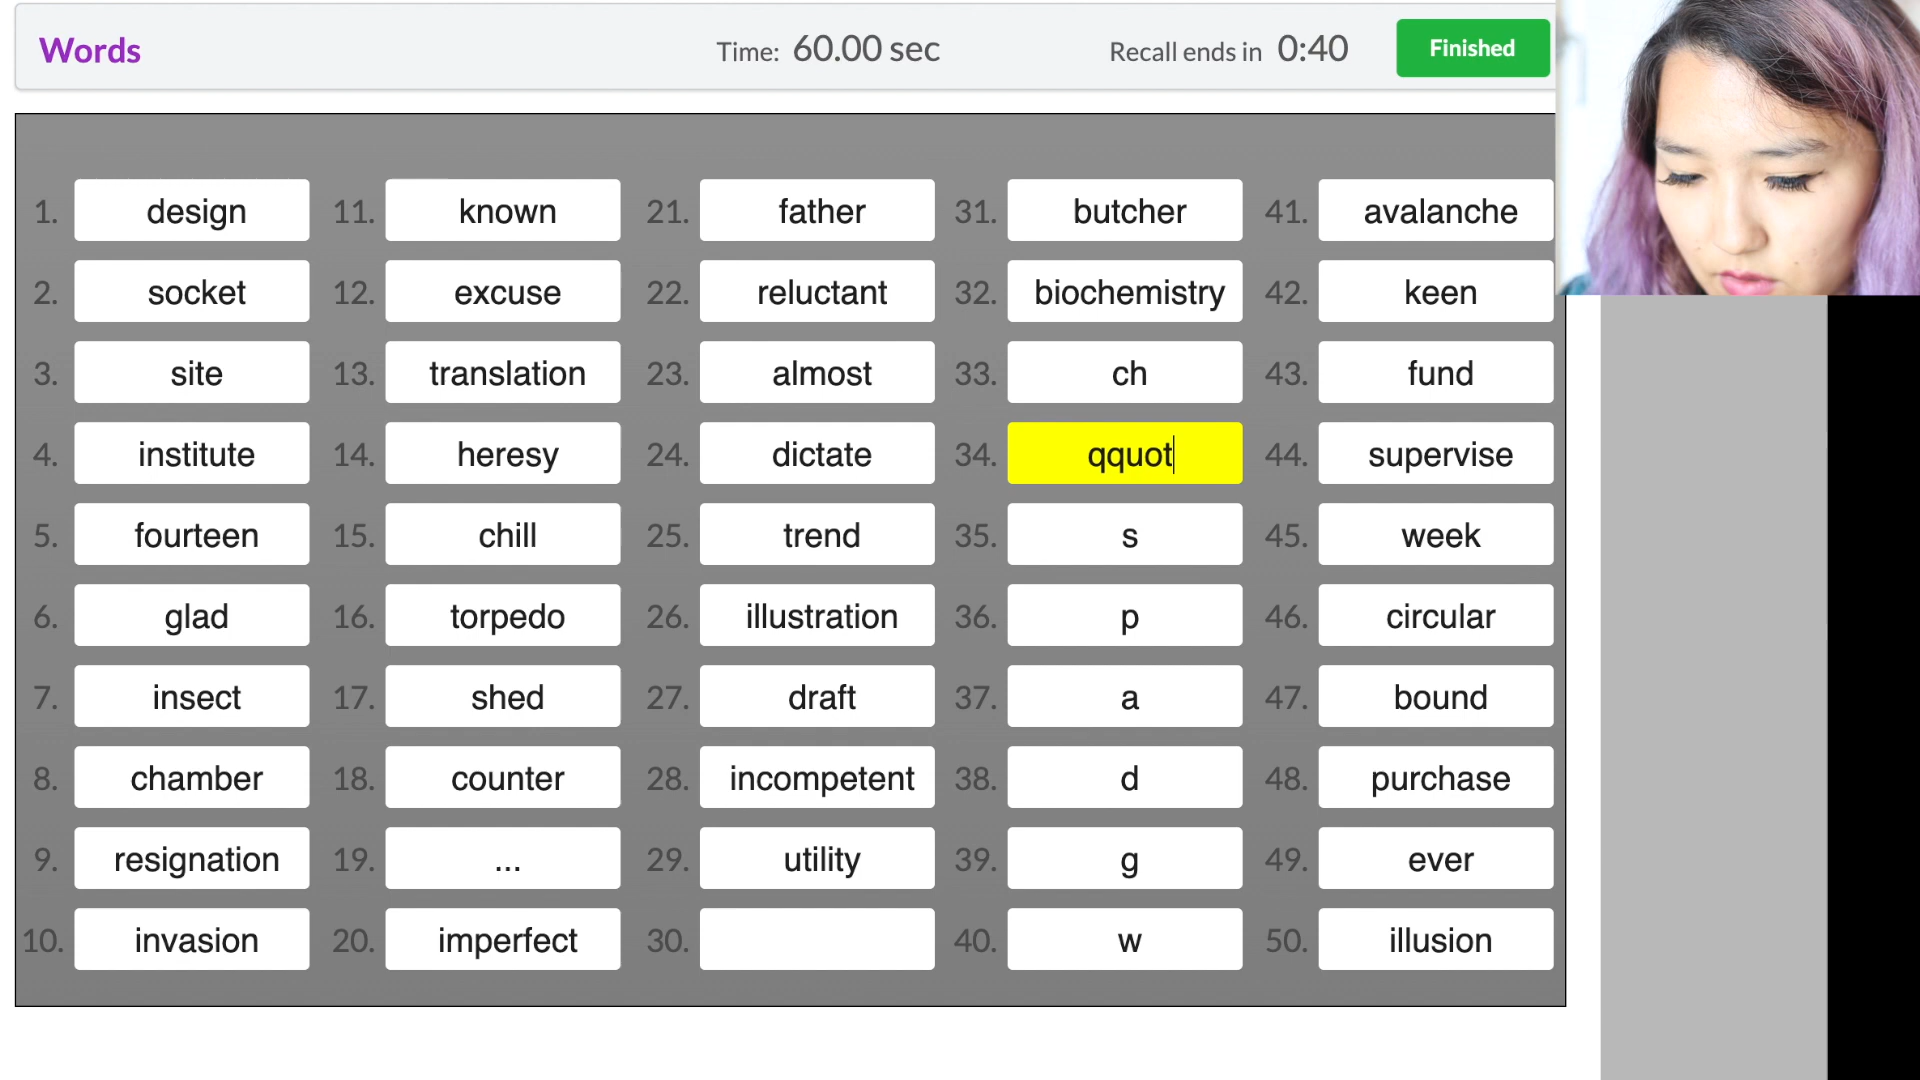 Words Time: 60.00 sec Recall ends in 0:40 Finished
1. design 11. known 21. father 31. butcher 41. avalanche
2. socket 12. excuse 22. reluctant 32. biochemistry 42. keen
3. site 13. translation 23. almost 33. ch 43. fund
4. institute 14. heresy 24. dictate 34. qquot 44. supervise
5. fourteen 15. chill 25. trend 35. s 45. week
6. glad 16. torpedo 26. illustration 36. p 46. circular
7. insect 17. shed 27. draft 37. a 47. bound
8. chamber 18. counter 28. incompetent 38. d 48. purchase
9. resignation 19. ... 29. utility 39. g 49. ever
10. invasion 20. imperfect 30. 40. w 50. illusion